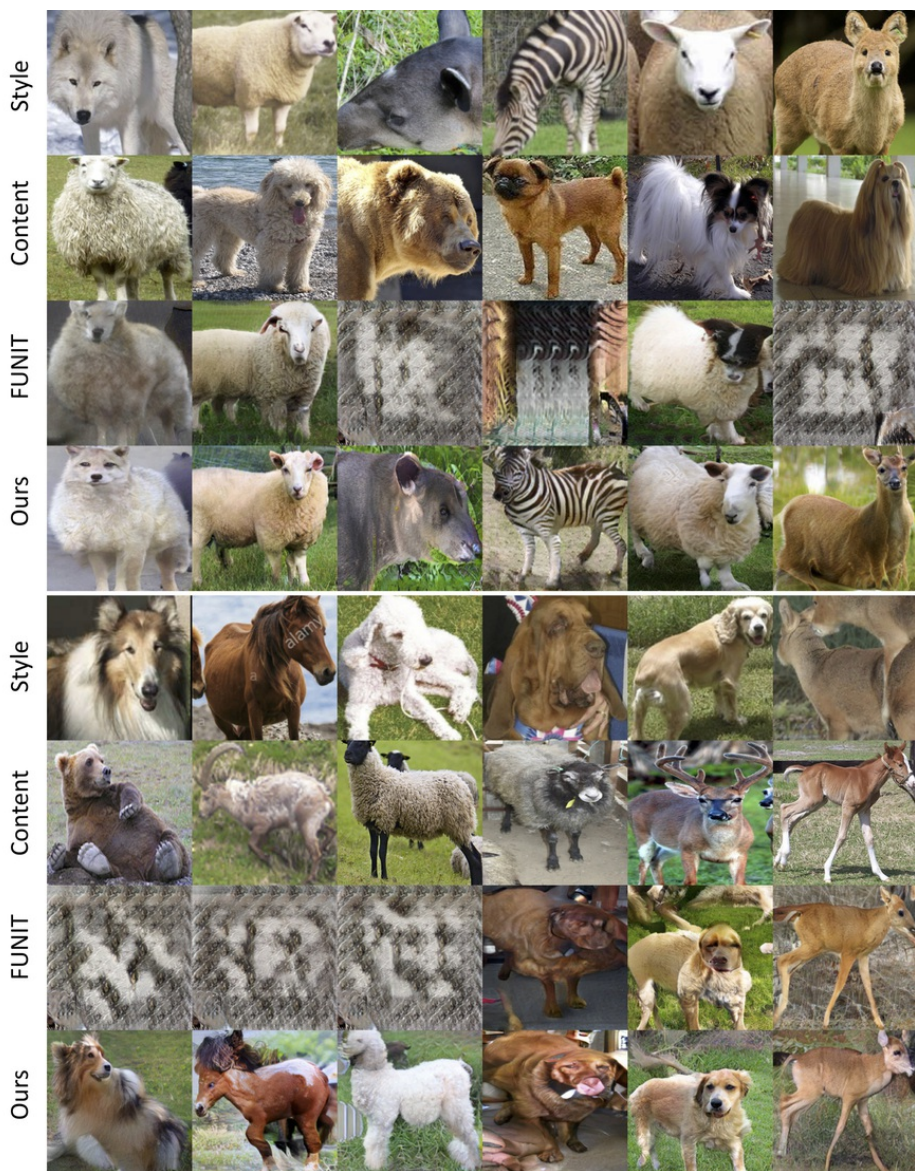 Style
Content
FUNIT
Ours
Style
alamy
a
Content
FUNIT
Ours